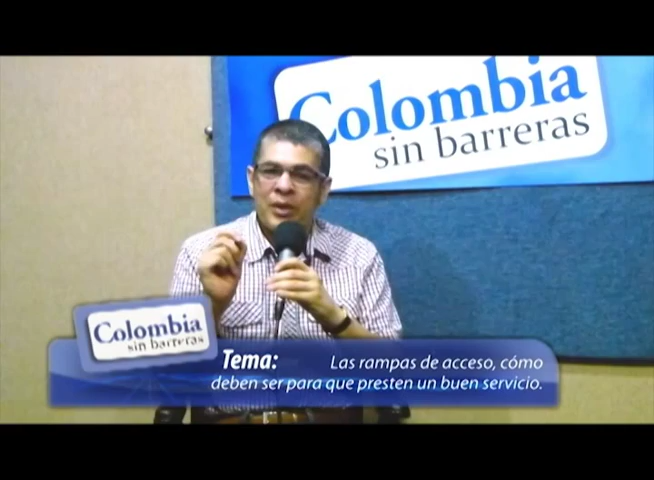 Colombia
sin barreras
Colombia
sin barreras
Tema: Las rampas de acceso, cómo
deben ser para que presten un buen servicio.